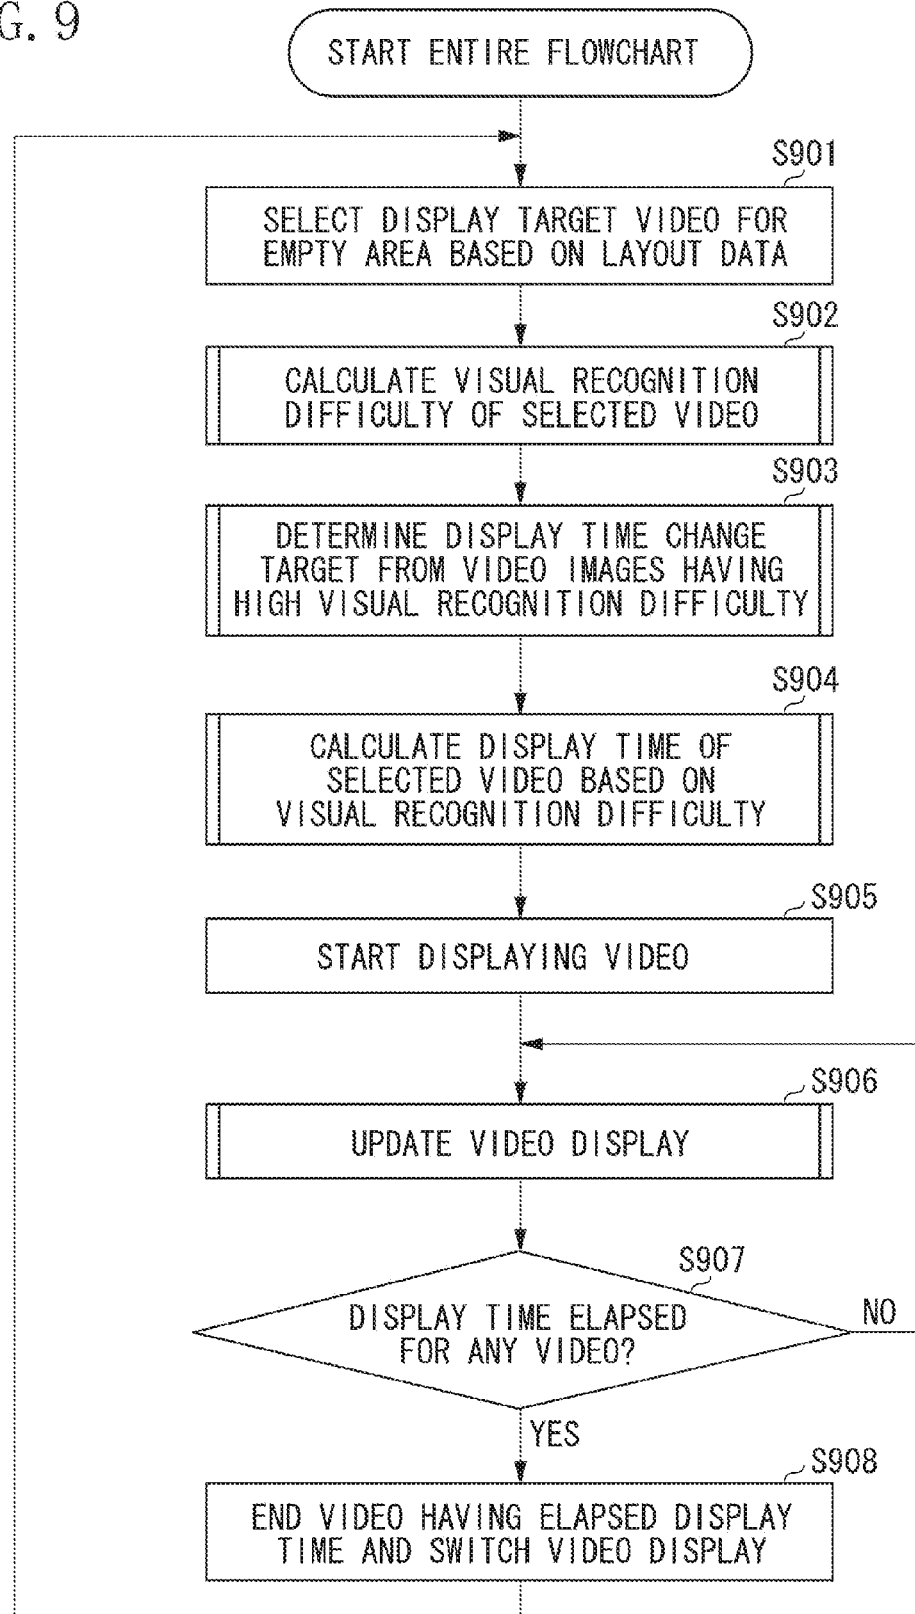 G. 9
START ENTIRE FLOWCHART
S901
SELECT DISPLAY TARGET VIDEO FOR
EMPTY AREA BASED ON LAYOUT DATA
S902
CALCULATE VISUAL RECOGNITION
DIFFICULTY OF SELECTED VIDEO
S903
DETERMINE DISPLAY TIME CHANGE
TARGET FROM VIDEO IMAGES HAVING
HIGH VISUAL RECOGNITION DIFFICULTY
S904
CALCULATE DISPLAY TIME OF
SELECTED VIDEO BASED ON
VISUAL RECOGNITION DIFFICULTY
S905
START DISPLAYING VIDEO
S906
UPDATE VIDEO DISPLAY
S907
DISPLAY TIME ELAPSED
FOR ANY VIDEO?
NO
YES
S908
END VIDEO HAVING ELAPSED DISPLAY
TIME AND SWITCH VIDEO DISPLAY